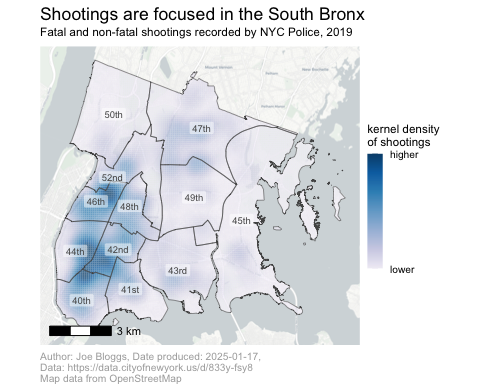 Shootings are focused in the South Bronx
Fatal and non-fatal shootings recorded by NYC Police, 2019
50th
47th
52nd
46th
48th
49th
45th
44th
42nd
43rd
40th
41st
3 km
kernel density
of shootings
higher
lower
Author: Joe Bloggs, Date produced: 2025-01-17,
Data: https://data.cityofnewyork.us/d/833y-fsy8
Map data from OpenStreetMap